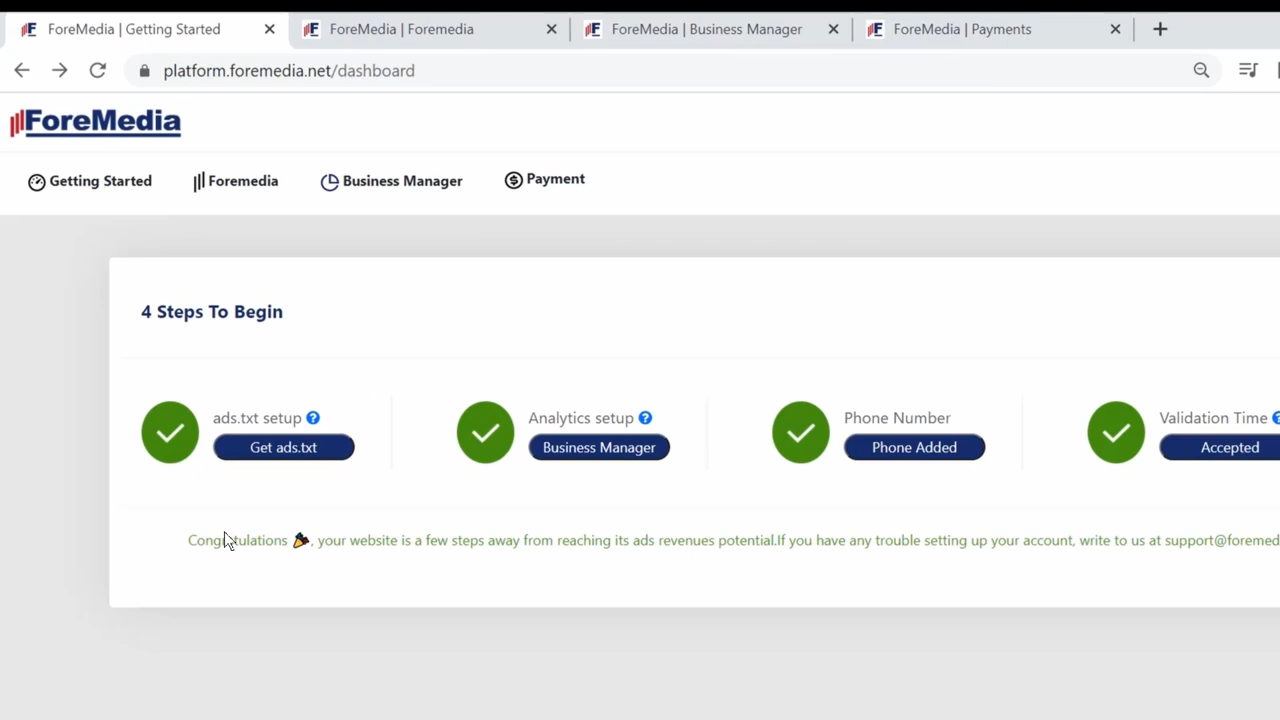 ForeMedia | Getting Started
ForeMedia | Foremedia
ForeMedia | Business Manager
ForeMedia | Payments
platform.foremedia.net/dashboard
ForeMedia
Getting Started
Foremedia
Business Manager
Payment
4 Steps To Begin
ads.txt setup
Get ads.txt
Analytics setup
Business Manager
Phone Number
Phone Added
Validation Time
Accepted
Congratulations 🎉, your website is a few steps away from reaching its ads revenues potential.If you have any trouble setting up your account, write to us at support@foremed